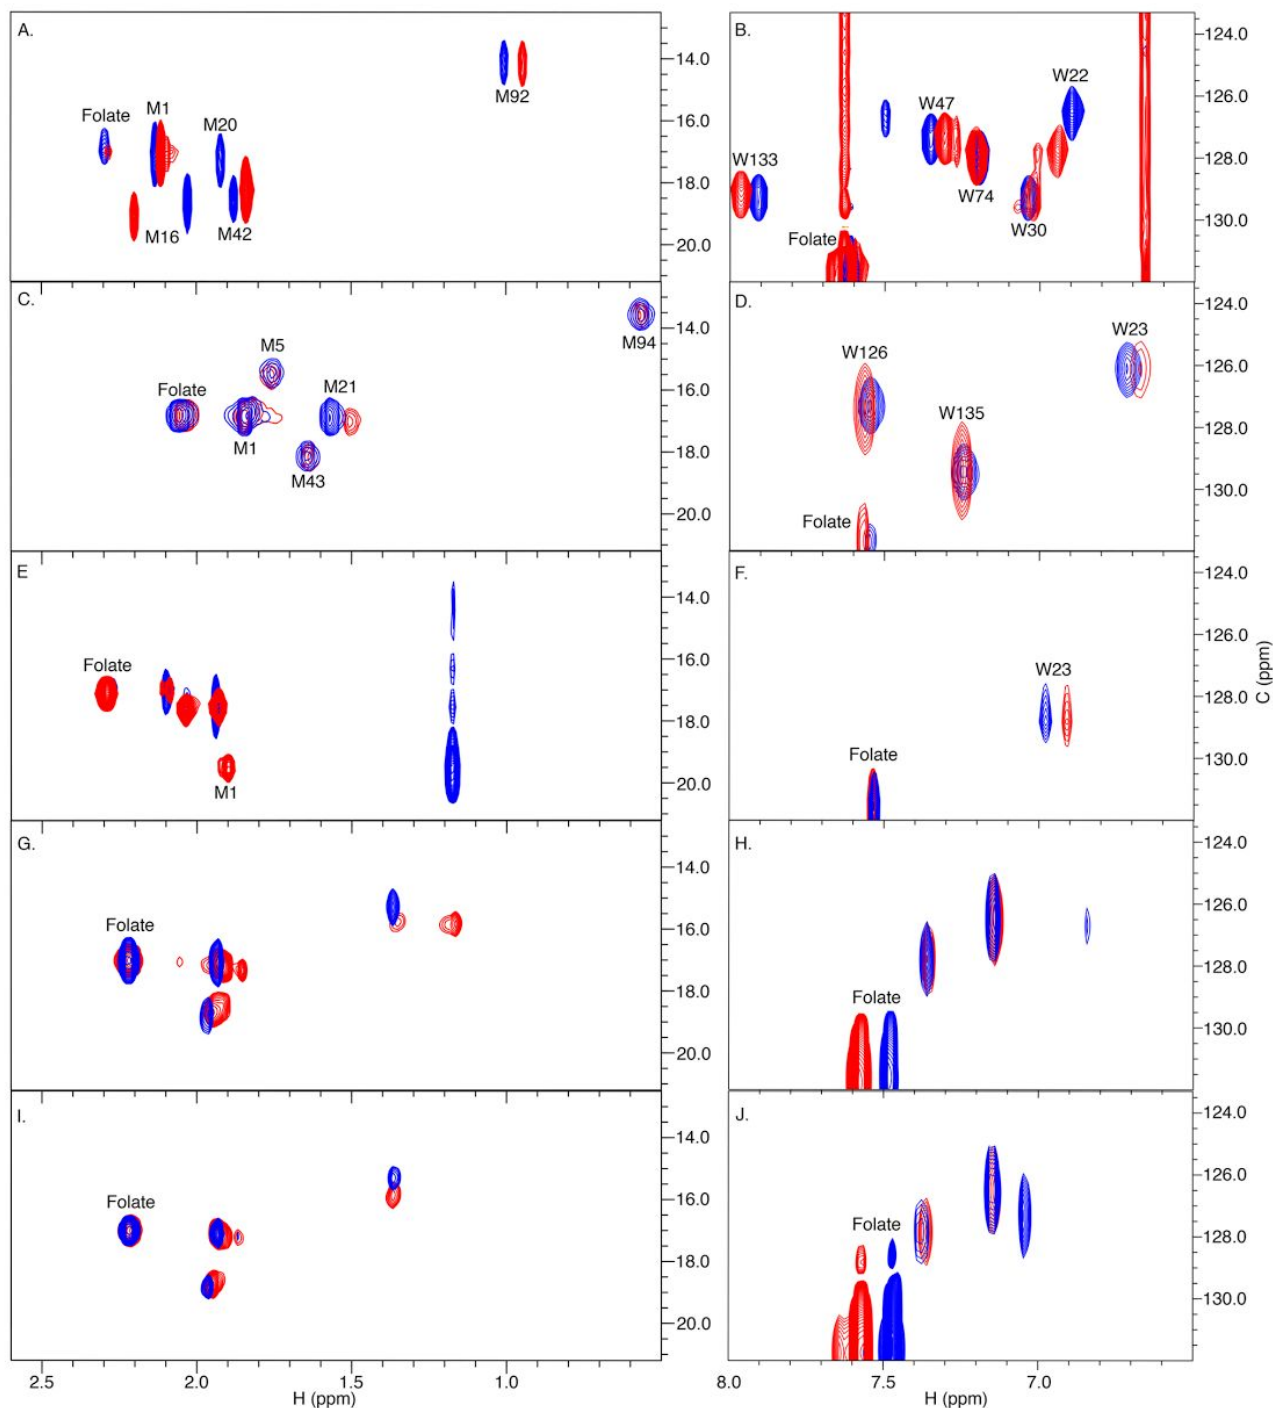 A.
Folate
M1
M20
M16
M42
M92
14.0
16.0
18.0
20.0
B.
W133
W47
W74
W30
W22
Folate
124.0
126.0
128.0
130.0
C.
Folate
M1
M5
M43
M21
M94
14.0
16.0
18.0
20.0
D.
W126
W135
W23
Folate
124.0
126.0
128.0
130.0
E
Folate
M1
14.0
16.0
18.0
20.0
F.
W23
Folate
124.0
126.0
128.0
130.0
C (ppm)
G.
Folate
14.0
16.0
18.0
20.0
H.
Folate
124.0
126.0
128.0
130.0
I.
Folate
14.0
16.0
18.0
20.0
J.
Folate
124.0
126.0
128.0
130.0
2.5 2.0 1.5 1.0
H (ppm)
8.0 7.5 7.0
H (ppm)